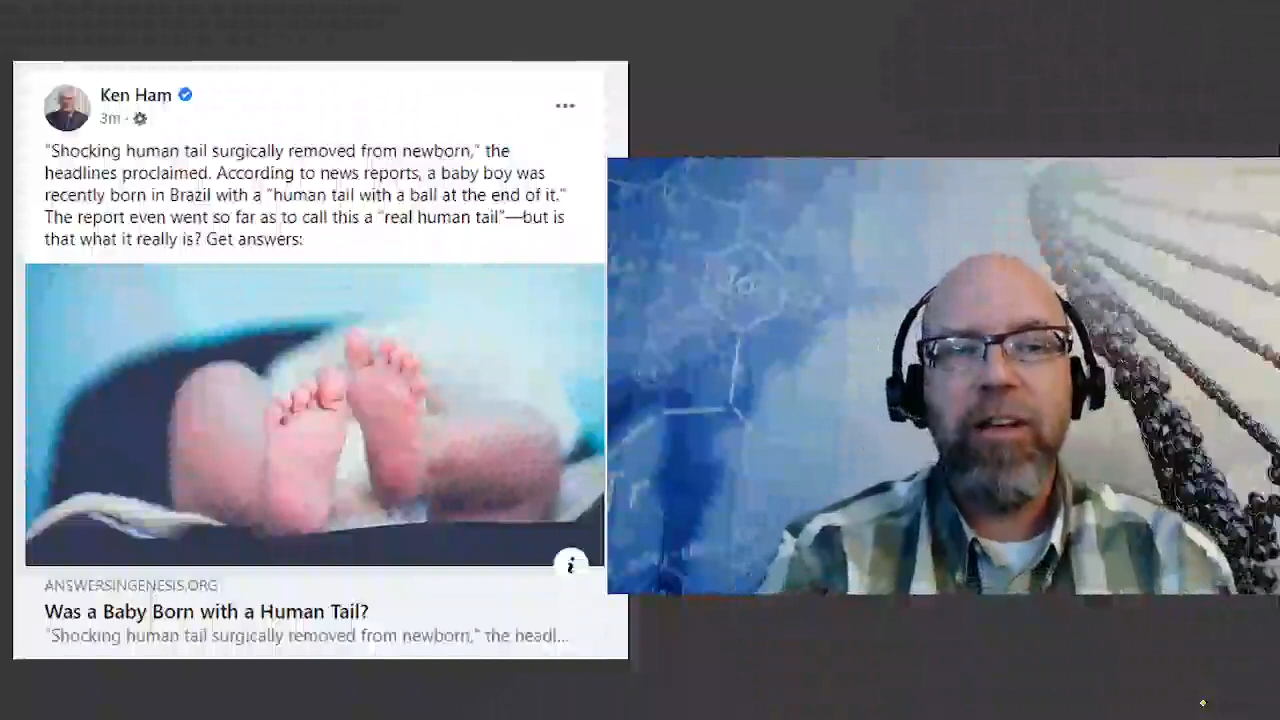 Ken Ham
3m ·
"Shocking human tail surgically removed from newborn," the
headlines proclaimed. According to news reports, a baby boy was
recently born in Brazil with a "human tail with a ball at the end of it."
The report even went so far as to call this a "real human tail"—but is
that what it really is? Get answers:
i
ANSWERSINGENESIS.ORG
Was a Baby Born with a Human Tail?
"Shocking human tail surgically removed from newborn," the headl...